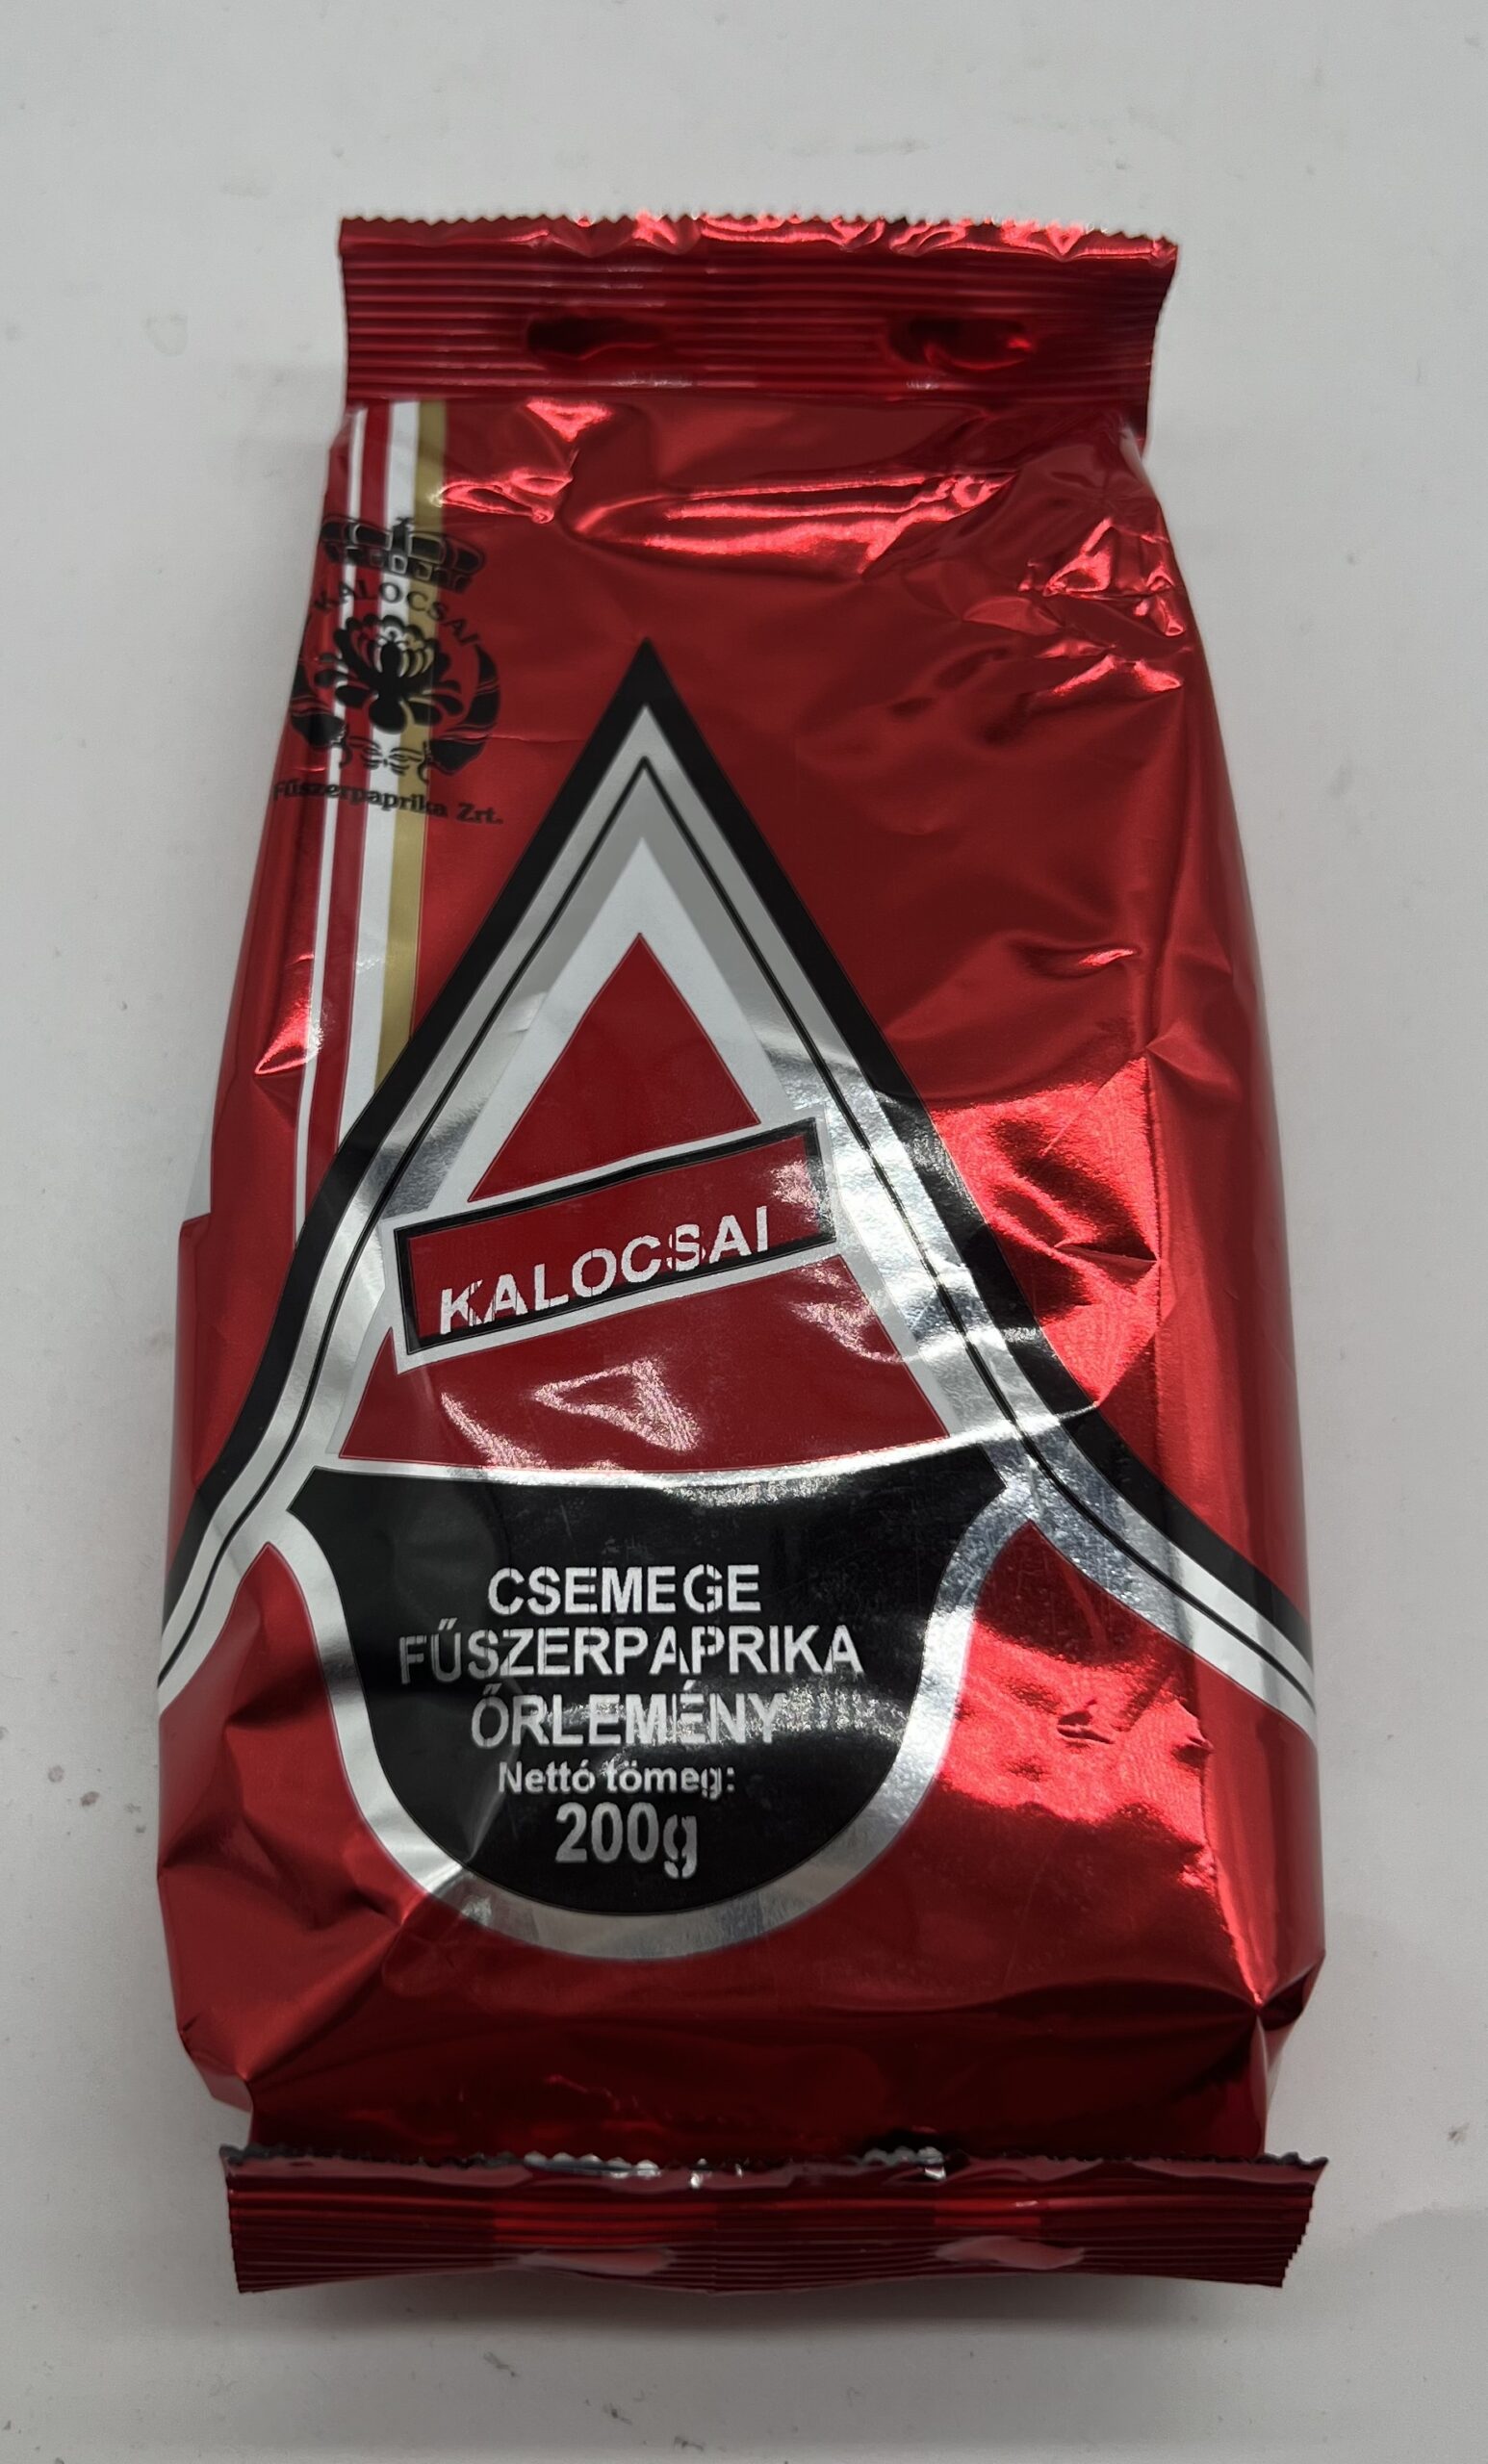 KALOCSAI
Fűszerpaprika Zrt.
KALOCSAI
CSEMEGE
FŰSZERPAPRIKA
ŐRLEMÉNY
Nettó tömeg:
200g